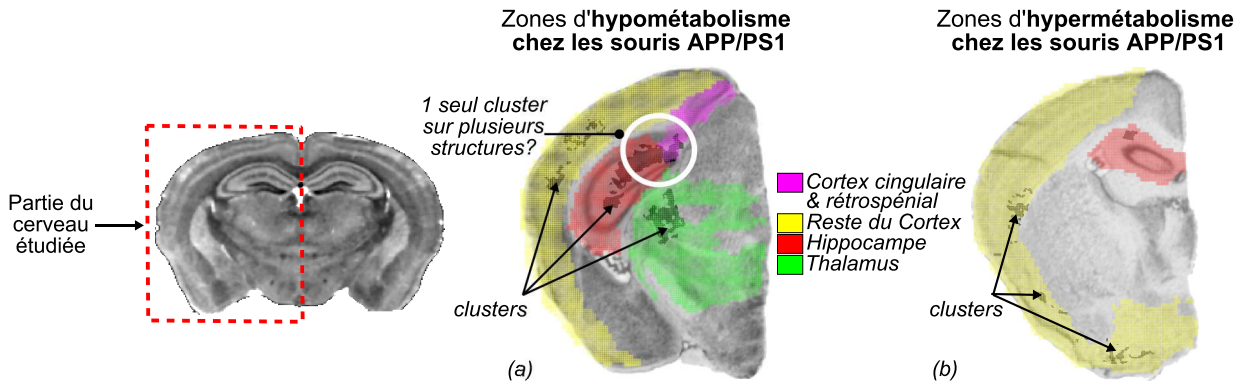 Partie du
cerveau
étudiée
Zones d'hypométabolisme
chez les souris APP/PS1
1 seul cluster
sur plusieurs
structures?
clusters
(a)
Cortex cingulaire
& rétrospénial
Reste du Cortex
Hippocampe
Thalamus
Zones d'hypermétabolisme
chez les souris APP/PS1
clusters
(b)